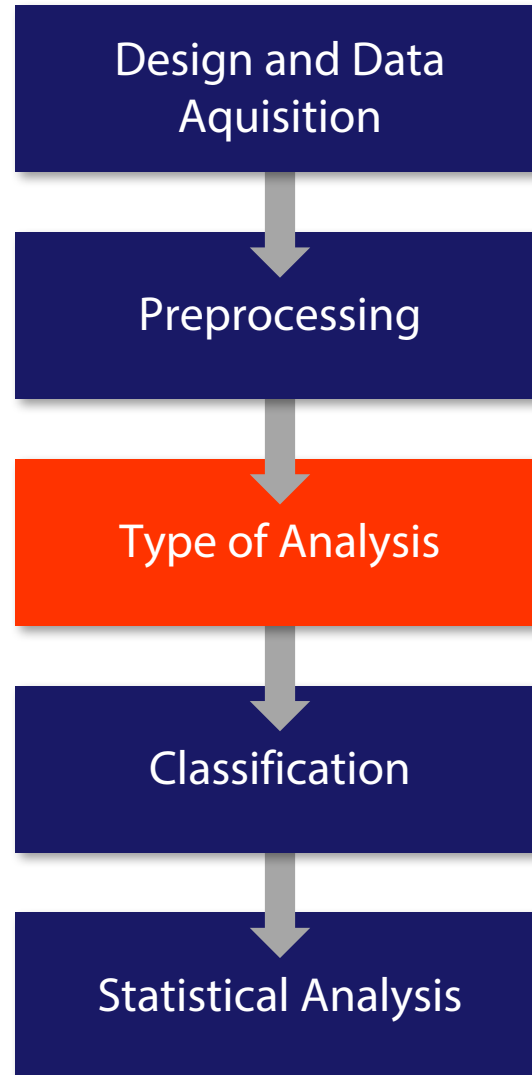 Design and Data
Aquisition
Preprocessing
Type of Analysis
Classification
Statistical Analysis